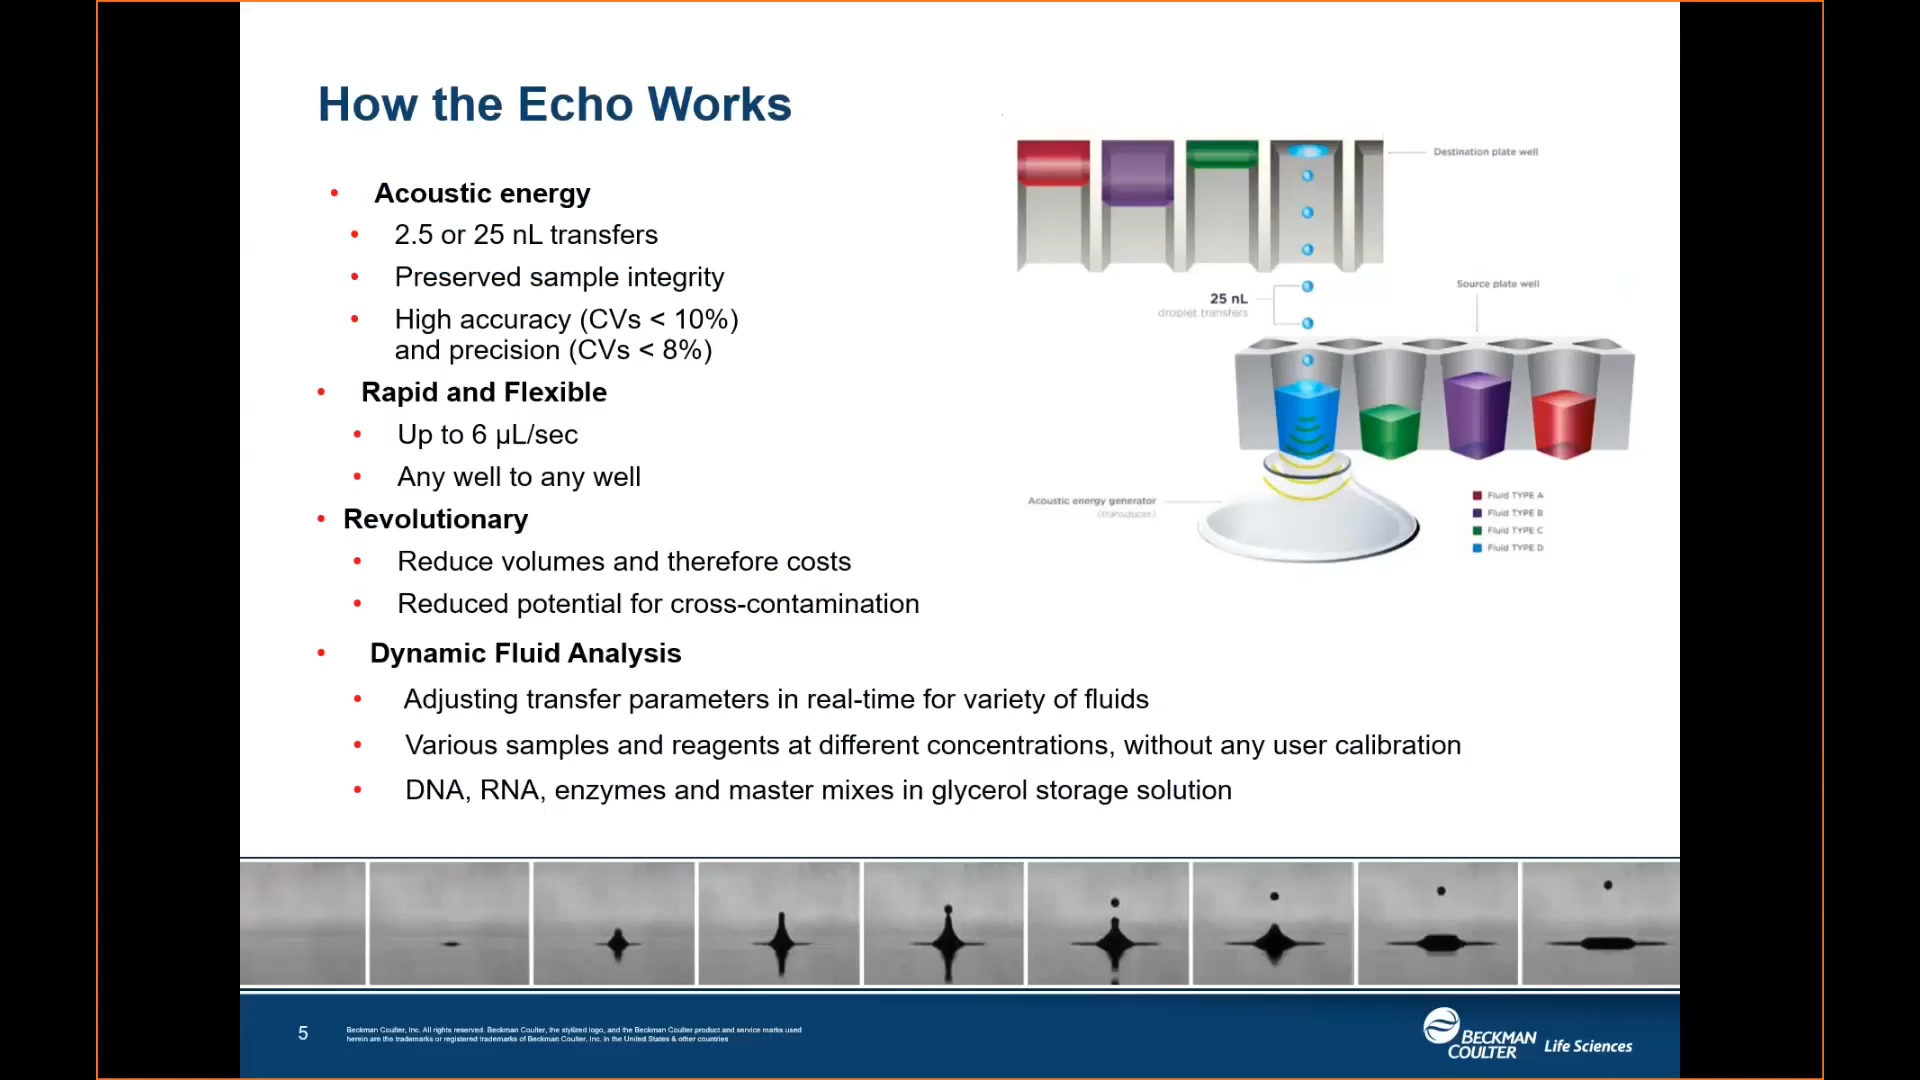 How the Echo Works
• Acoustic energy
• 2.5 or 25 nL transfers
• Preserved sample integrity
• High accuracy (CVs < 10%)
and precision (CVs < 8%)
• Rapid and Flexible
• Up to 6 µL/sec
• Any well to any well
• Revolutionary
• Reduce volumes and therefore costs
• Reduced potential for cross-contamination
• Dynamic Fluid Analysis
• Adjusting transfer parameters in real-time for variety of fluids
• Various samples and reagents at different concentrations, without any user calibration
• DNA, RNA, enzymes and master mixes in glycerol storage solution
Destination plate well
Source plate well
25 nL
droplet transfers
Acoustic energy generator
(transducer)
Fluid TYPE A
Fluid TYPE B
Fluid TYPE C
Fluid TYPE D
5
Beckman Coulter, Inc. All rights reserved. Beckman Coulter, the stylized logo, and the Beckman Coulter product and service marks used
herein are the trademarks or registered trademarks of Beckman Coulter, Inc. in the United States & other countries
BECKMAN
COULTER Life Sciences